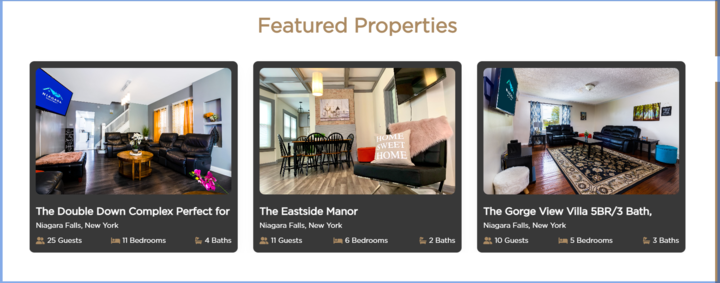 Featured Properties
HOME
SWEET
HOME
The Double Down Complex Perfect for
Niagara Falls, New York
25 Guests 11 Bedrooms 4 Baths
The Eastside Manor
Niagara Falls, New York
11 Guests 6 Bedrooms 2 Baths
The Gorge View Villa 5BR/3 Bath,
Niagara Falls, New York
10 Guests 5 Bedrooms 3 Baths